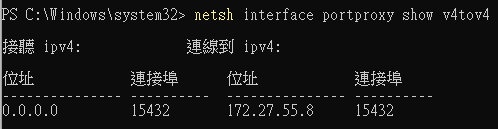 PS C:\Windows\system32> netsh interface portproxy show v4tov4
接聽 ipv4:             連線到 ipv4:
位址            連接埠      位址            連接埠
--------------- ----------  --------------- ----------
0.0.0.0         15432       172.27.55.8     15432